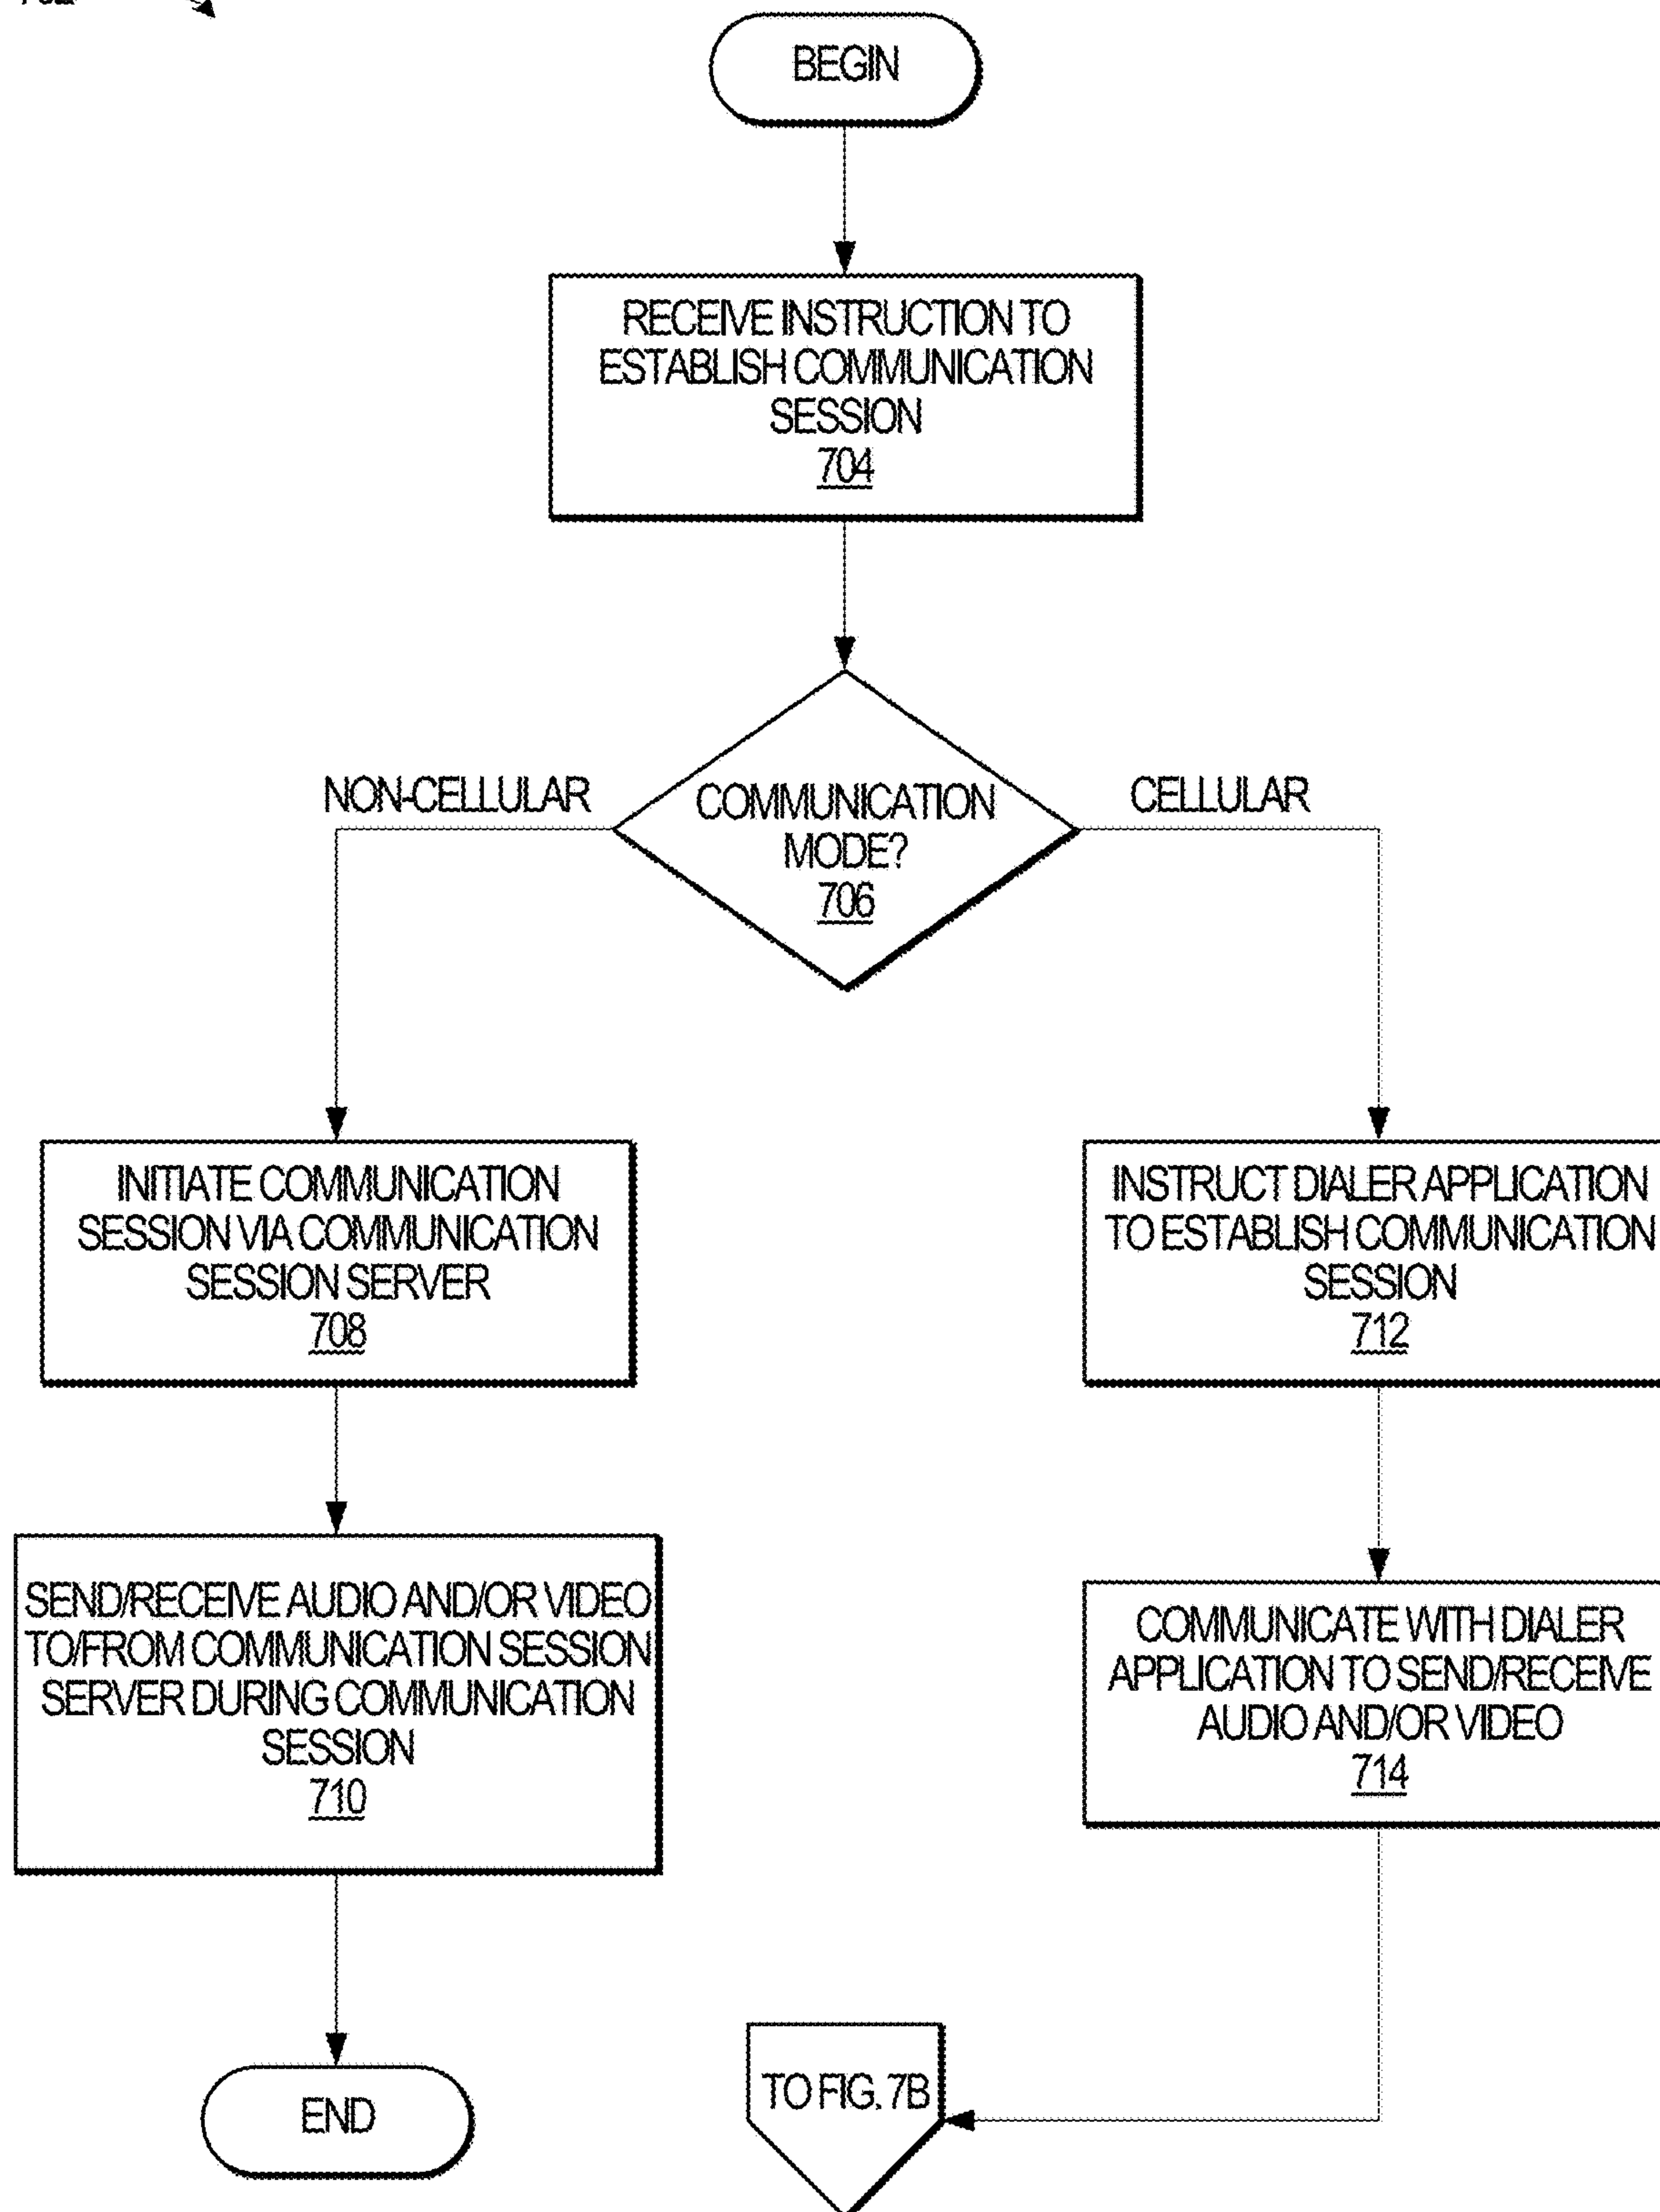 BEGIN
RECEIVE INSTRUCTION TO
ESTABLISH COMMUNICATION
SESSION
704
NON-CELLULAR
COMMUNICATION
MODE?
706
CELLULAR
INITIATE COMMUNICATION
SESSION VIA COMMUNICATION
SESSION SERVER
708
INSTRUCT DIALER APPLICATION
TO ESTABLISH COMMUNICATION
SESSION
712
SEND/RECEIVE AUDIO AND/OR VIDEO
TO/FROM COMMUNICATION SESSION
SERVER DURING COMMUNICATION
SESSION
710
COMMUNICATE WITH DIALER
APPLICATION TO SEND/RECEIVE
AUDIO AND/OR VIDEO
714
END
TO FIG. 7B